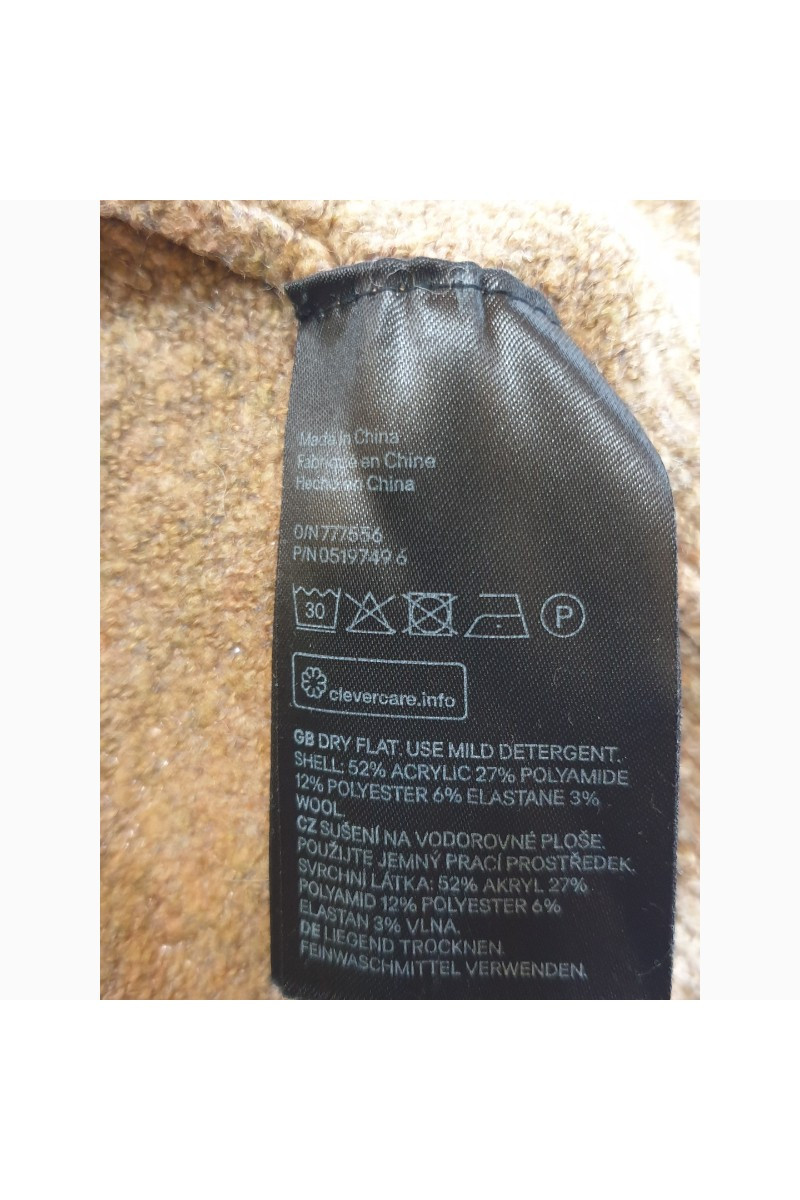 Made in China
Fabriqué en Chine
Hecho en China
O/N 777556
P/N 0519749 6
30
P
clevercare.info
GB DRY FLAT. USE MILD DETERGENT.
SHELL: 52% ACRYLIC 27% POLYAMIDE
12% POLYESTER 6% ELASTANE 3%
WOOL.
CZ SUŠENÍ NA VODOROVNÉ PLOŠE.
POUŽIJTE JEMNÝ PRACÍ PROSTŘEDEK.
SVRCHNÍ LÁTKA: 52% AKRYL 27%
POLYAMID 12% POLYESTER 6%
ELASTAN 3% VLNA.
DE LIEGEND TROCKNEN.
FEINWASCHMITTEL VERWENDEN.